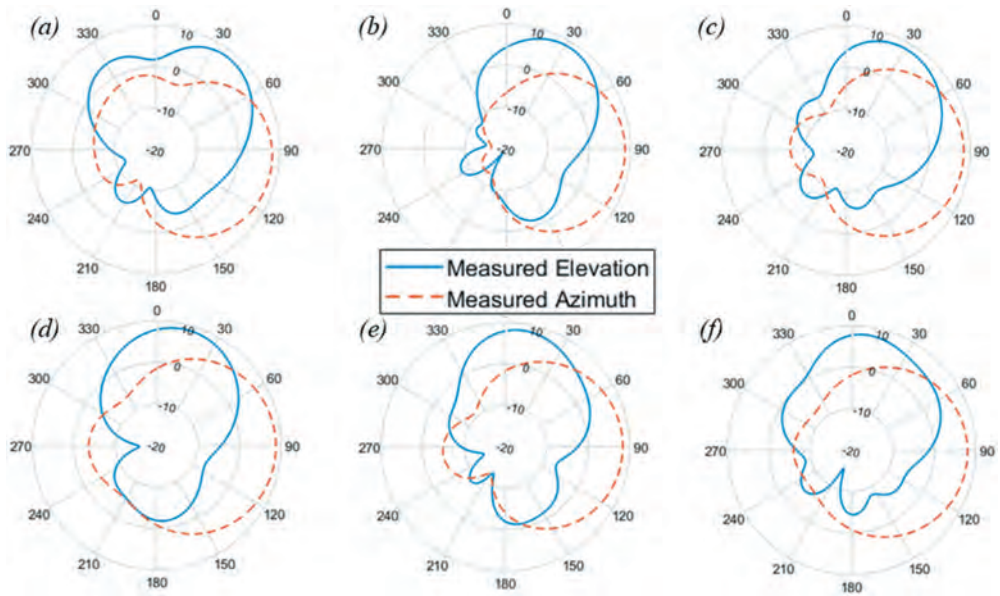 (a) 0 (b) 0 (c) 0
330 10 30 330 10 30 330 10 30
300 0 60 300 0 60 300 0 60
-10 -10 -10
270 -20 90 270 -20 90 270 -20 90
240 120 240 120 240 120
210 150 210 150 210 150
180 180
Measured Elevation
Measured Azimuth
(d) 0 (e) (f) 0
330 10 30 330 10 30 330 10 30
300 0 60 300 0 60 300 0 60
-10 -10 -10
270 -20 90 270 -20 90 270 -20 90
240 120 240 120 240 120
210 150 210 150 210 150
180 180 180